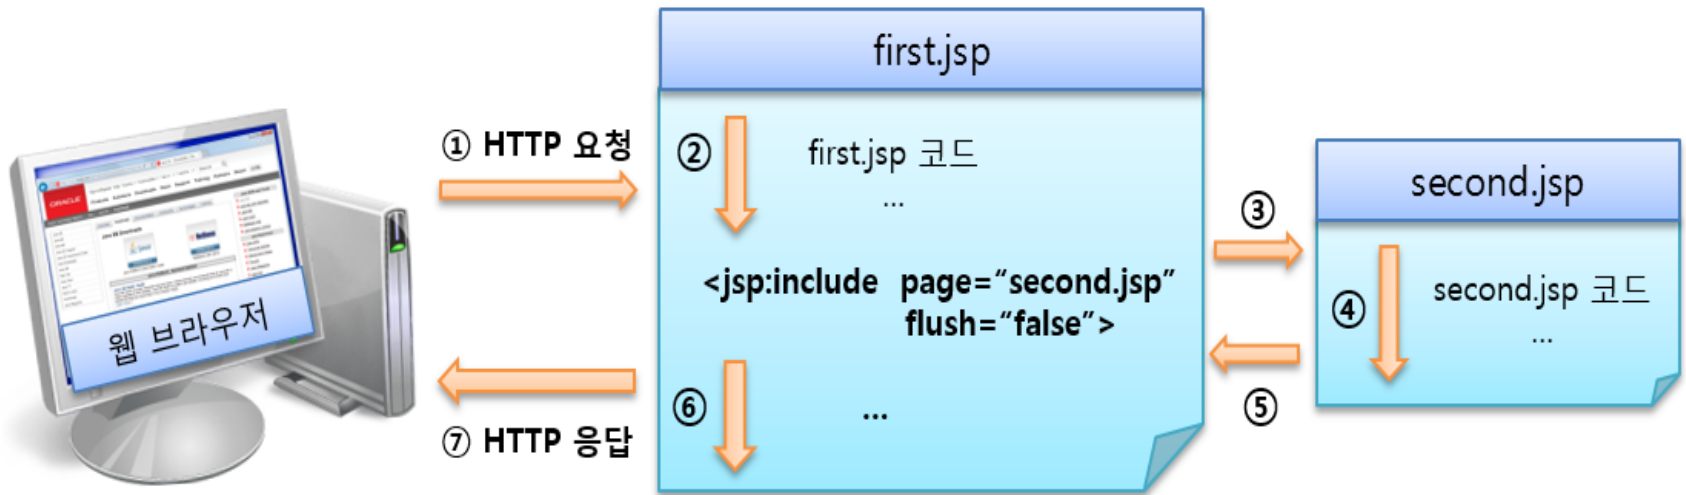 first.jsp
① HTTP 요청
②
first.jsp 코드
...
second.jsp
③
<jsp:include page="second.jsp"
flush="false">
④
second.jsp 코드
...
ORACLE
웹 브라우저
⑤
⑥
...
⑦ HTTP 응답